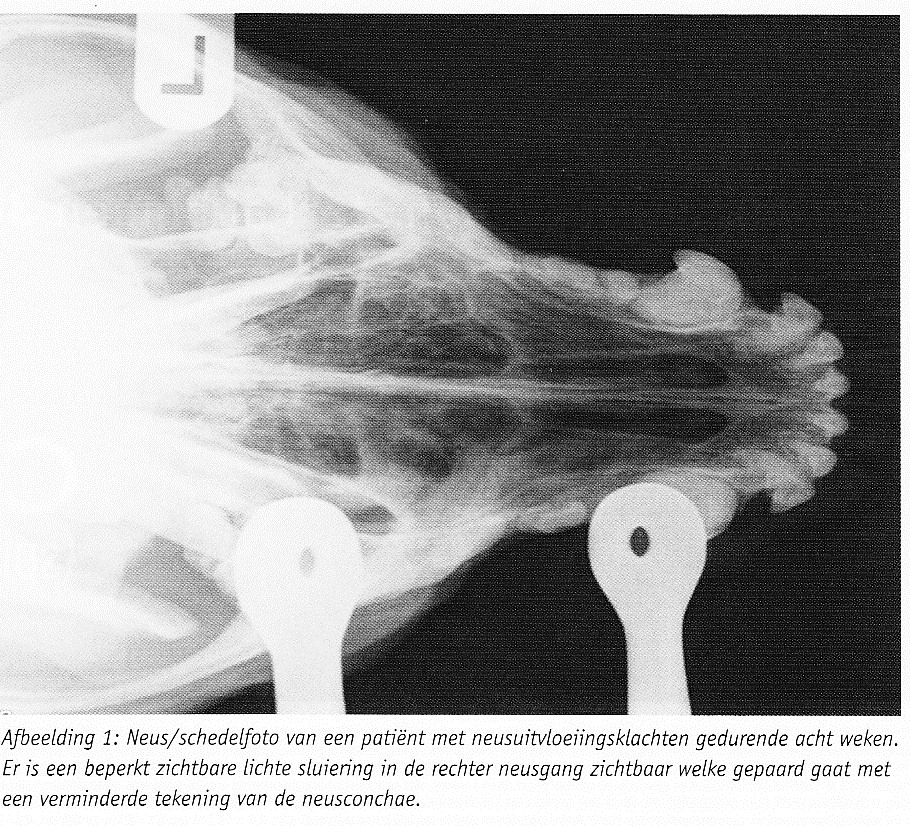 L
Afbeelding 1: Neus/schedelfoto van een patiënt met neusuitvloeiingsklachten gedurende acht weken.
Er is een beperkt zichtbare lichte sluiering in de rechter neusgang zichtbaar welke gepaard gaat met
een verminderde tekening van de neusconchae.